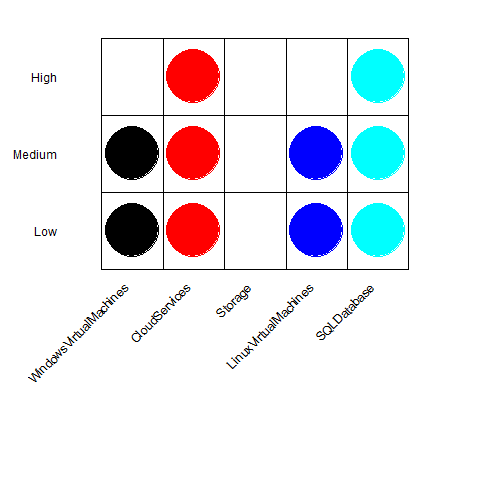 High
Medium
Low
WindowsVirtualMachines
CloudServices
Storage
LinuxVirtualMachines
SQLDatabase